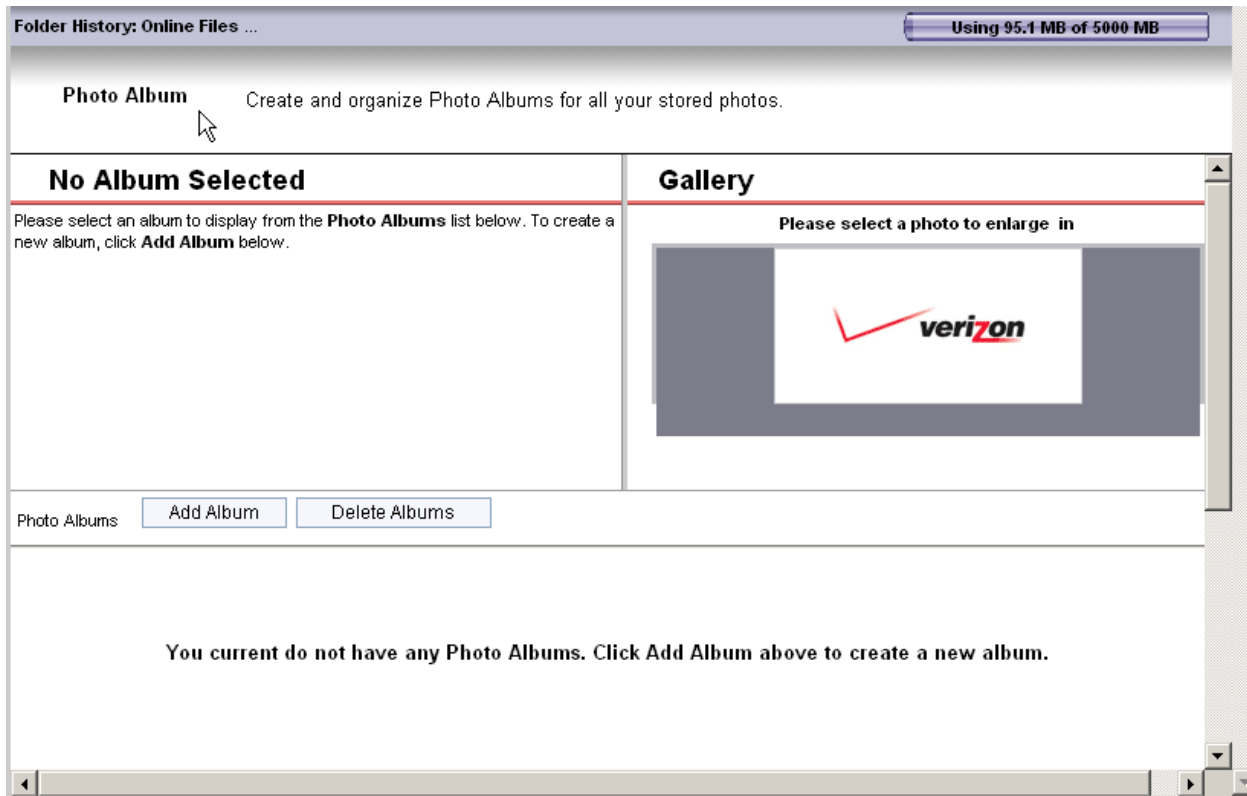 Folder History: Online Files ...
Using 95.1 MB of 5000 MB
Photo Album
Create and organize Photo Albums for all your stored photos.
No Album Selected
Please select an album to display from the Photo Albums list below. To create a
new album, click Add Album below.
Gallery
Please select a photo to enlarge in
verizon
Photo Albums
Add Album
Delete Albums
You current do not have any Photo Albums. Click Add Album above to create a new album.